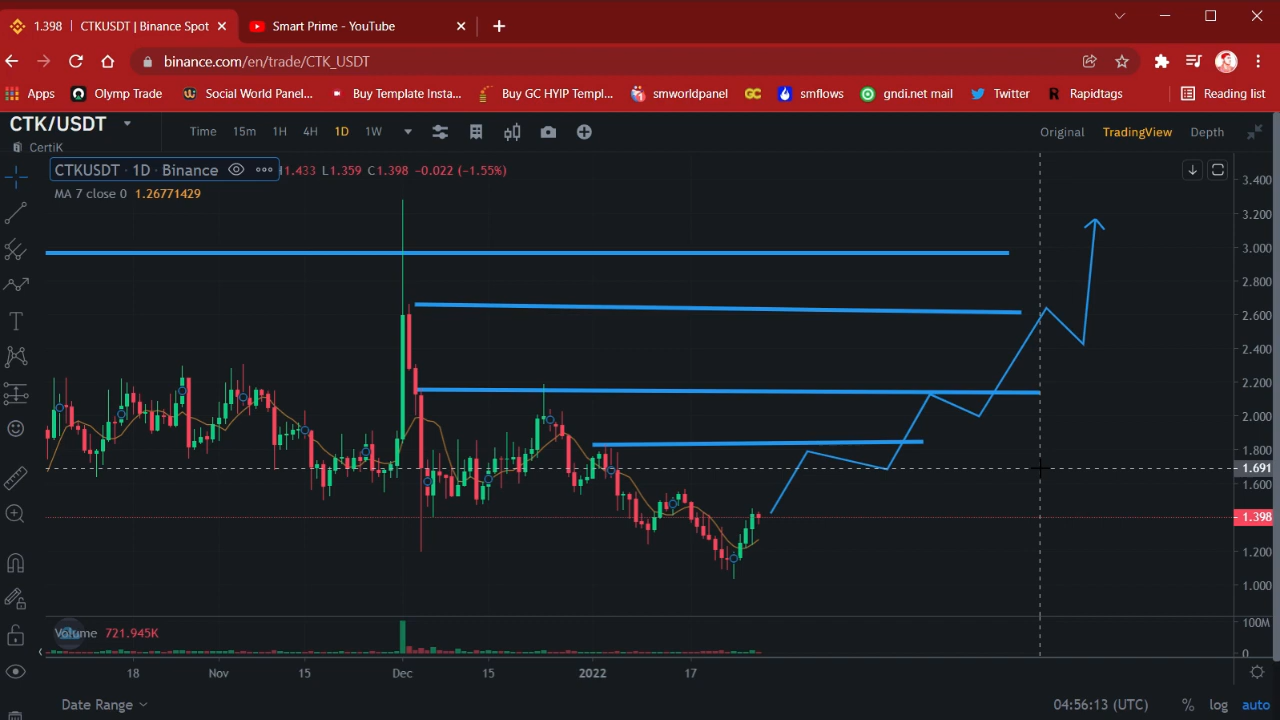 1.398 CTKUSDT | Binance Spot
Smart Prime - YouTube
binance.com/en/trade/CTK_USDT
Apps Olymp Trade Social World Panel... Buy Template Insta... Buy GC HYIP Templ... smworldpanel GC smflows gndi.net mail Twitter R Rapidtags Reading list
CTK/USDT
CertiK
Time 15m 1H 4H 1D 1W
Original TradingView Depth
CTKUSDT · 1D · Binance 1.433 L1.359 C1.398 -0.022 (-1.55%)
MA 7 close 0 1.26771429
3.400
3.200
3.000
2.800
2.600
2.400
2.200
2.000
1.800
1.691
1.600
1.398
1.200
1.000
Volume 721.945K
100M
0
18 Nov 15 Dec 15 2022 17
Date Range 04:56:13 (UTC) % log auto